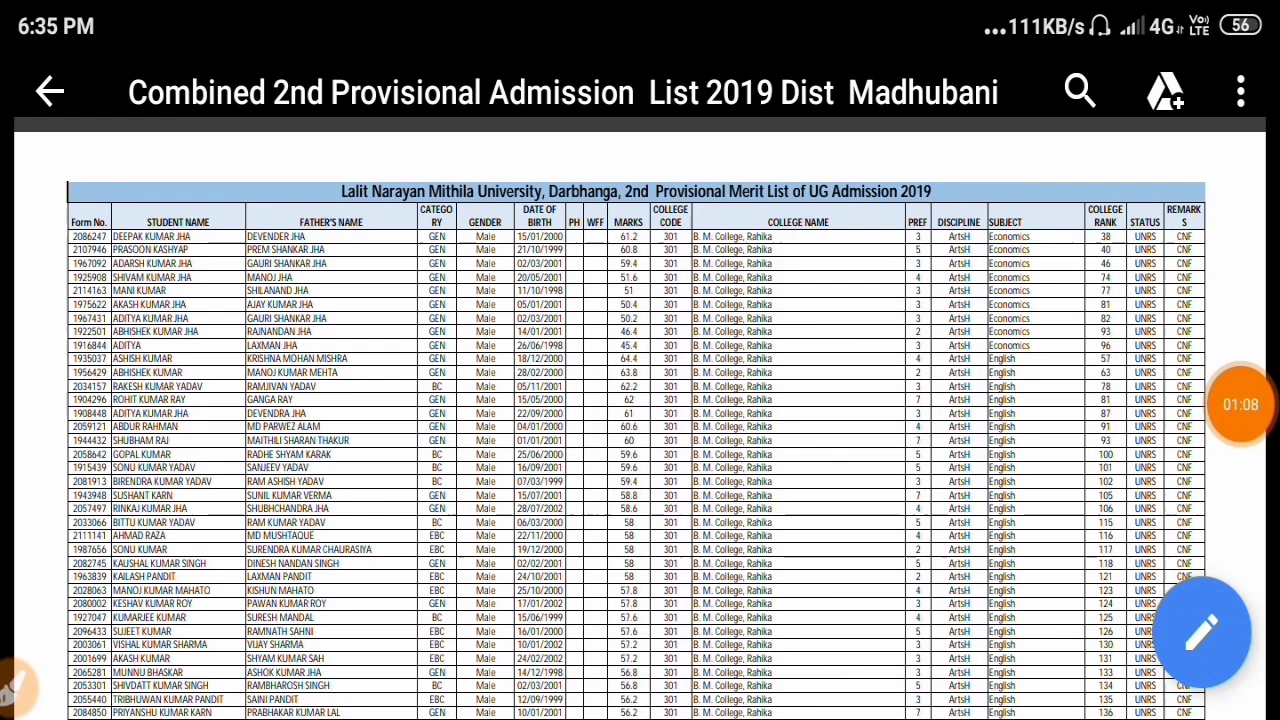 6:35 PM ...111KB/s 4G Vo) LTE 56
Combined 2nd Provisional Admission List 2019 Dist Madhubani
Lalit Narayan Mithila University, Darbhanga, 2nd Provisional Merit List of UG Admission 2019
Form No. STUDENT NAME FATHER'S NAME CATEGO RY GENDER DATE OF BIRTH PH WFF MARKS COLLEGE CODE COLLEGE NAME PREF DISCIPLINE SUBJECT COLLEGE RANK STATUS REMARK S
2086247 DEEPAK KUMAR JHA DEVENDER JHA GEN Male 15/01/2000 61.2 301 B. M. College, Rahika 3 ArtsH Economics 38 UNRS CNF
2107946 PRASOON KASHYAP PREM SHANKAR JHA GEN Male 21/10/1999 60.8 301 B. M. College, Rahika 5 ArtsH Economics 40 UNRS CNF
1967092 ADARSH KUMAR JHA GAURI SHANKAR JHA GEN Male 02/03/2001 59.4 301 B. M. College, Rahika 3 ArtsH Economics 46 UNRS CNF
1925908 SHIVAM KUMAR JHA MANOJ JHA GEN Male 20/05/2001 51.6 301 B. M. College, Rahika 4 ArtsH Economics 74 UNRS CNF
2114163 MANI KUMAR SHILANAND JHA GEN Male 11/10/1998 51 301 B. M. College, Rahika 3 ArtsH Economics 77 UNRS CNF
1975622 AKASH KUMAR JHA AJAY KUMAR JHA GEN Male 05/01/2001 50.4 301 B. M. College, Rahika 3 ArtsH Economics 81 UNRS CNF
1967431 ADITYA KUMAR JHA GAURI SHANKAR JHA GEN Male 02/03/2001 50.2 301 B. M. College, Rahika 3 ArtsH Economics 82 UNRS CNF
1922501 ABHISHEK KUMAR JHA RAJNANDAN JHA GEN Male 14/01/2001 46.4 301 B. M. College, Rahika 2 ArtsH Economics 93 UNRS CNF
1916844 ADITYA LAXMAN JHA GEN Male 26/06/1998 45.4 301 B. M. College, Rahika 3 ArtsH Economics 96 UNRS CNF
1935037 ASHISH KUMAR KRISHNA MOHAN MISHRA GEN Male 18/12/2000 64.4 301 B. M. College, Rahika 4 ArtsH English 57 UNRS CNF
1956429 ABHISHEK KUMAR MANOJ KUMAR MEHTA GEN Male 28/02/2000 63.8 301 B. M. College, Rahika 2 ArtsH English 63 UNRS CNF
2034157 RAKESH KUMAR YADAV RAMJIVAN YADAV BC Male 05/11/2001 62.2 301 B. M. College, Rahika 3 ArtsH English 78 UNRS CNF
1904296 ROHIT KUMAR RAY GANGA RAY GEN Male 15/05/2000 62 301 B. M. College, Rahika 7 ArtsH English 81 UNRS CNF
1908448 ADITYA KUMAR JHA DEVENDRA JHA GEN Male 22/09/2000 61 301 B. M. College, Rahika 3 ArtsH English 87 UNRS CNF
2059121 ABDUR RAHMAN MD PARWEZ ALAM GEN Male 04/01/2000 60.6 301 B. M. College, Rahika 4 ArtsH English 91 UNRS CNF
1944432 SHUBHAM RAJ MAITHILI SHARAN THAKUR GEN Male 01/01/2001 60 301 B. M. College, Rahika 7 ArtsH English 93 UNRS CNF
2058642 GOPAL KUMAR RADHE SHYAM KARAK BC Male 25/06/2000 59.6 301 B. M. College, Rahika 5 ArtsH English 100 UNRS CNF
1915439 SONU KUMAR YADAV SANJEEV YADAV BC Male 16/09/2001 59.6 301 B. M. College, Rahika 5 ArtsH English 101 UNRS CNF
2081913 BIRENDRA KUMAR YADAV RAM ASHISH YADAV BC Male 07/03/1999 59.4 301 B. M. College, Rahika 3 ArtsH English 102 UNRS CNF
1943948 SUSHANT KARN SUNIL KUMAR VERMA GEN Male 15/07/2001 58.8 301 B. M. College, Rahika 7 ArtsH English 105 UNRS CNF
2057497 RINKAJ KUMAR JHA SHUBHCHANDRA JHA GEN Male 28/07/2002 58.6 301 B. M. College, Rahika 4 ArtsH English 106 UNRS CNF
2033066 BITTU KUMAR YADAV RAM KUMAR YADAV BC Male 06/03/2000 58 301 B. M. College, Rahika 5 ArtsH English 115 UNRS CNF
2111141 AHMAD RAZA MD MUSHTAQUE EBC Male 22/11/2000 58 301 B. M. College, Rahika 4 ArtsH English 116 UNRS CNF
1987656 SONU KUMAR SURENDRA KUMAR CHAURASIYA EBC Male 19/12/2000 58 301 B. M. College, Rahika 2 ArtsH English 117 UNRS CNF
2082745 KAUSHAL KUMAR SINGH DINESH NANDAN SINGH GEN Male 02/02/2001 58 301 B. M. College, Rahika 5 ArtsH English 118 UNRS CNF
1963839 KAILASH PANDIT LAXMAN PANDIT EBC Male 24/10/2001 58 301 B. M. College, Rahika 2 ArtsH English 121 UNRS CNF
2028063 MANOJ KUMAR MAHATO KISHUN MAHATO EBC Male 25/10/2000 57.8 301 B. M. College, Rahika 4 ArtsH English 123 UNRS
2080002 KESHAV KUMAR ROY PAWAN KUMAR ROY GEN Male 17/01/2002 57.8 301 B. M. College, Rahika 3 ArtsH English 124 UNRS
1927047 KUMARJEE KUMAR SURESH MANDAL BC Male 15/06/1999 57.6 301 B. M. College, Rahika 4 ArtsH English 125 UNRS
2096433 SUJEET KUMAR RAMNATH SAHNI EBC Male 16/01/2000 57.6 301 B. M. College, Rahika 5 ArtsH English 126
2003061 VISHAL KUMAR SHARMA VIJAY SHARMA EBC Male 10/01/2002 57.2 301 B. M. College, Rahika 3 ArtsH English 130
2001699 AKASH KUMAR SHYAM KUMAR SAH EBC Male 24/02/2002 57.2 301 B. M. College, Rahika 3 ArtsH English 131
2065281 MUNNU BHASKAR ASHOK KUMAR JHA GEN Male 14/12/1998 56.8 301 B. M. College, Rahika 3 ArtsH English 133 UNRS
2053301 SHIVDATT KUMAR SINGH RAMBHAROSH SINGH BC Male 02/03/2001 56.8 301 B. M. College, Rahika 5 ArtsH English 134 UNRS
2055440 TRIBHUWAN KUMAR PANDIT SAINI PANDIT EBC Male 12/09/1999 56.2 301 B. M. College, Rahika 3 ArtsH English 135 UNRS CNF
2084850 PRIYANSHU KUMAR KARN PRABHAKAR KUMAR LAL GEN Male 10/01/2001 56.2 301 B. M. College, Rahika 7 ArtsH English 136 UNRS CNF
01:08